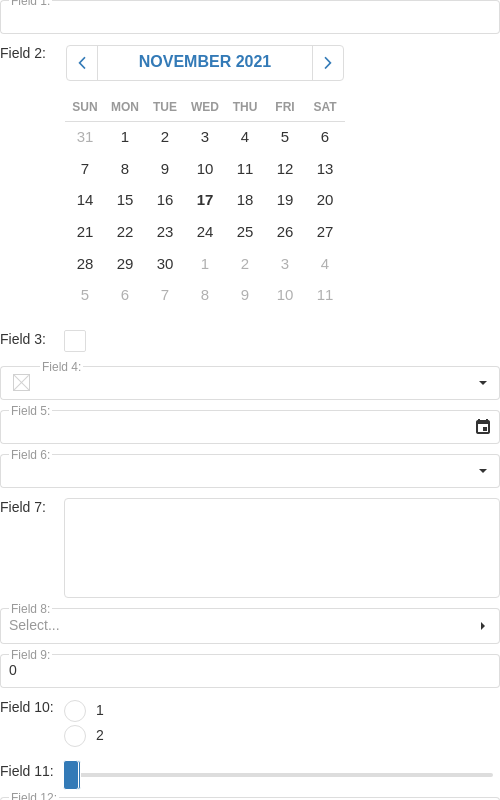 Field 1:
Field 2:
NOVEMBER 2021
SUN MON TUE WED THU FRI SAT
31 1 2 3 4 5 6
7 8 9 10 11 12 13
14 15 16 17 18 19 20
21 22 23 24 25 26 27
28 29 30 1 2 3 4
5 6 7 8 9 10 11
Field 3:
Field 4:
Field 5:
Field 6:
Field 7:
Field 8:
Select...
Field 9:
0
Field 10:
1
2
Field 11:
Field 12: